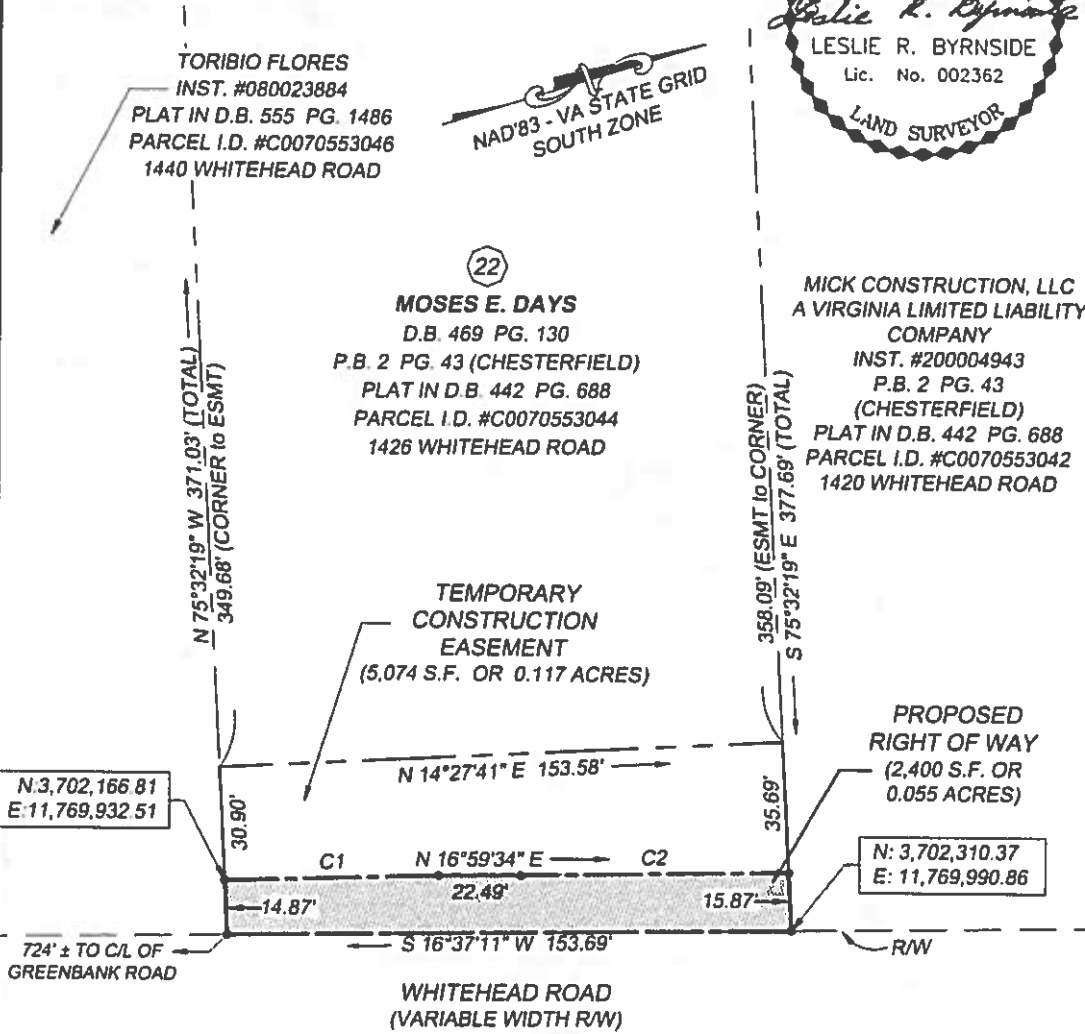 Leslie R. Byrnside
LESLIE R. BYRNSIDE
Lic. No. 002362
LAND SURVEYOR
TORIBIO FLORES
INST. #080023884
PLAT IN D.B. 555 PG. 1486
PARCEL I.D. #C0070553046
1440 WHITEHEAD ROAD
NAD'83 - VA STATE GRID
SOUTH ZONE
22
MOSES E. DAYS
D.B. 469 PG. 130
P.B. 2 PG. 43 (CHESTERFIELD)
PLAT IN D.B. 442 PG. 688
PARCEL I.D. #C0070553044
1426 WHITEHEAD ROAD
MICK CONSTRUCTION, LLC
A VIRGINIA LIMITED LIABILITY
COMPANY
INST. #200004943
P.B. 2 PG. 43
(CHESTERFIELD)
PLAT IN D.B. 442 PG. 688
PARCEL I.D. #C0070553042
1420 WHITEHEAD ROAD
N 75°32'19" W 371.03' (TOTAL)
349.68' (CORNER to ESMT)
358.09' (ESMT to CORNER)
S 75°32'19" E 377.69' (TOTAL)
TEMPORARY
CONSTRUCTION
EASEMENT
(5,074 S.F. OR 0.117 ACRES)
PROPOSED
RIGHT OF WAY
(2,400 S.F. OR
0.055 ACRES)
N 14°27'41" E 153.58'
N:3,702,166.81
E:11,769,932.51
30.90'
35.69'
C1 N 16°59'34" E C2
22.49'
N: 3,702,310.37
E: 11,769,990.86
14.87'
15.87'
S 16°37'11" W 153.69'
724' ± TO C/L OF
GREENBANK ROAD
R/W
WHITEHEAD ROAD
(VARIABLE WIDTH R/W)